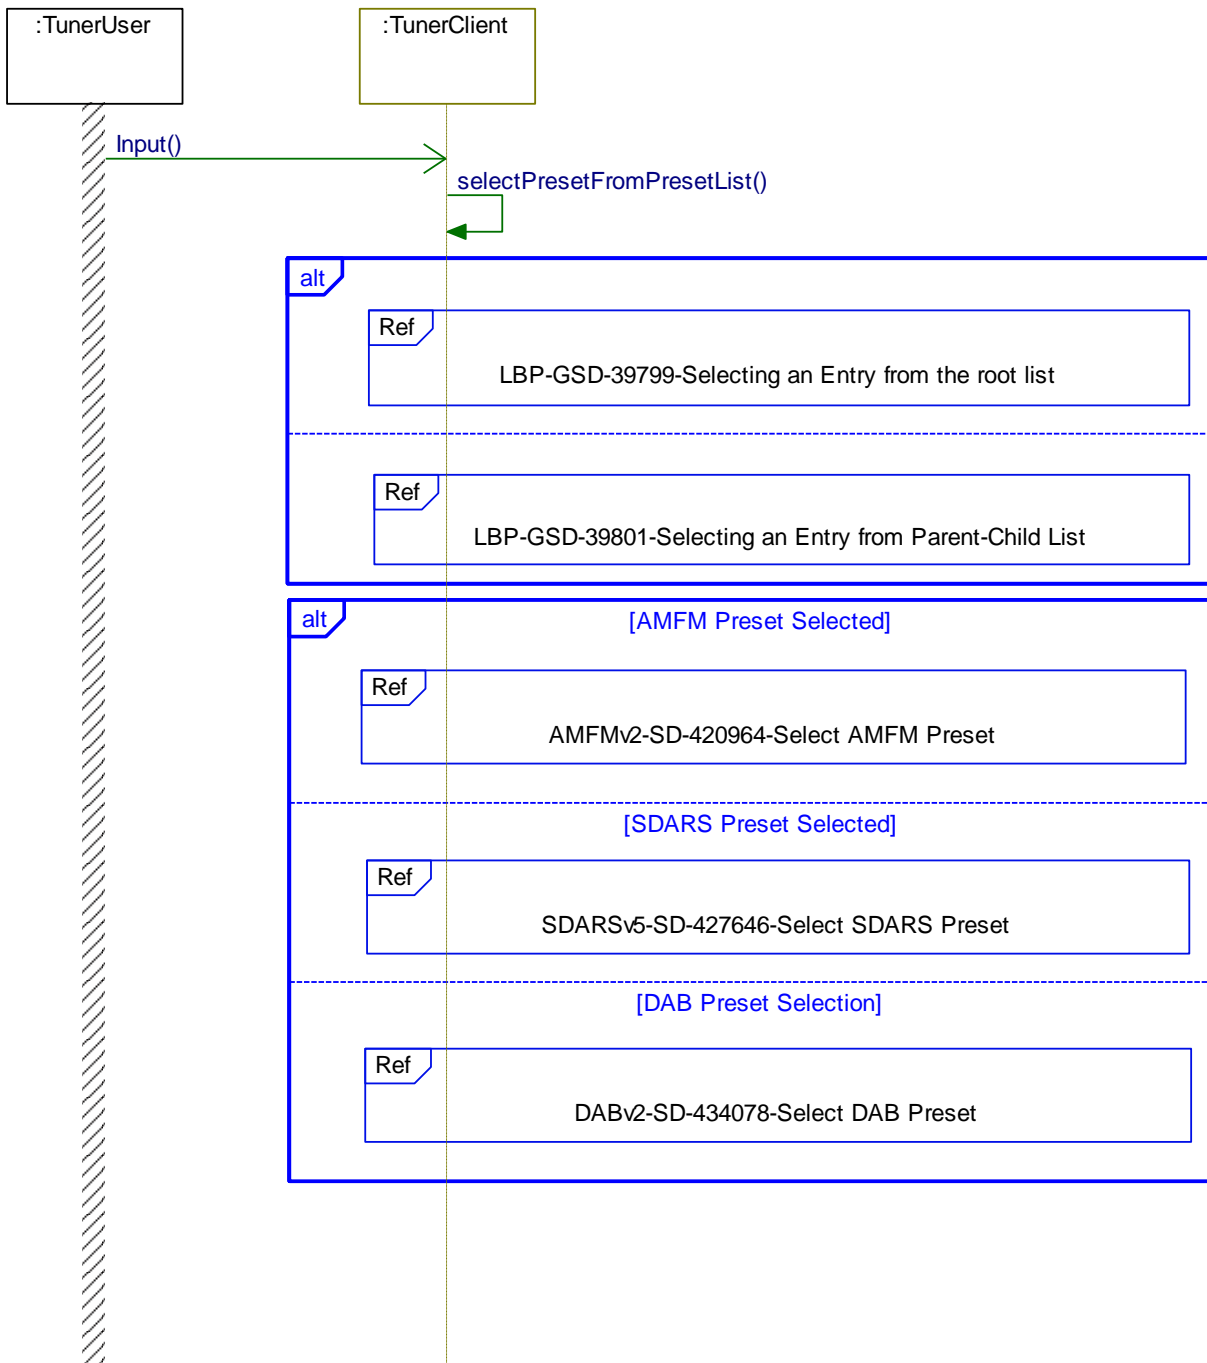 :TunerUser
:TunerClient
Input()
selectPresetFromPresetList()
alt
Ref
LBP-GSD-39799-Selecting an Entry from the root list
Ref
LBP-GSD-39801-Selecting an Entry from Parent-Child List
alt
[AMFM Preset Selected]
Ref
AMFMv2-SD-420964-Select AMFM Preset
[SDARS Preset Selected]
Ref
SDARSv5-SD-427646-Select SDARS Preset
[DAB Preset Selection]
Ref
DABv2-SD-434078-Select DAB Preset